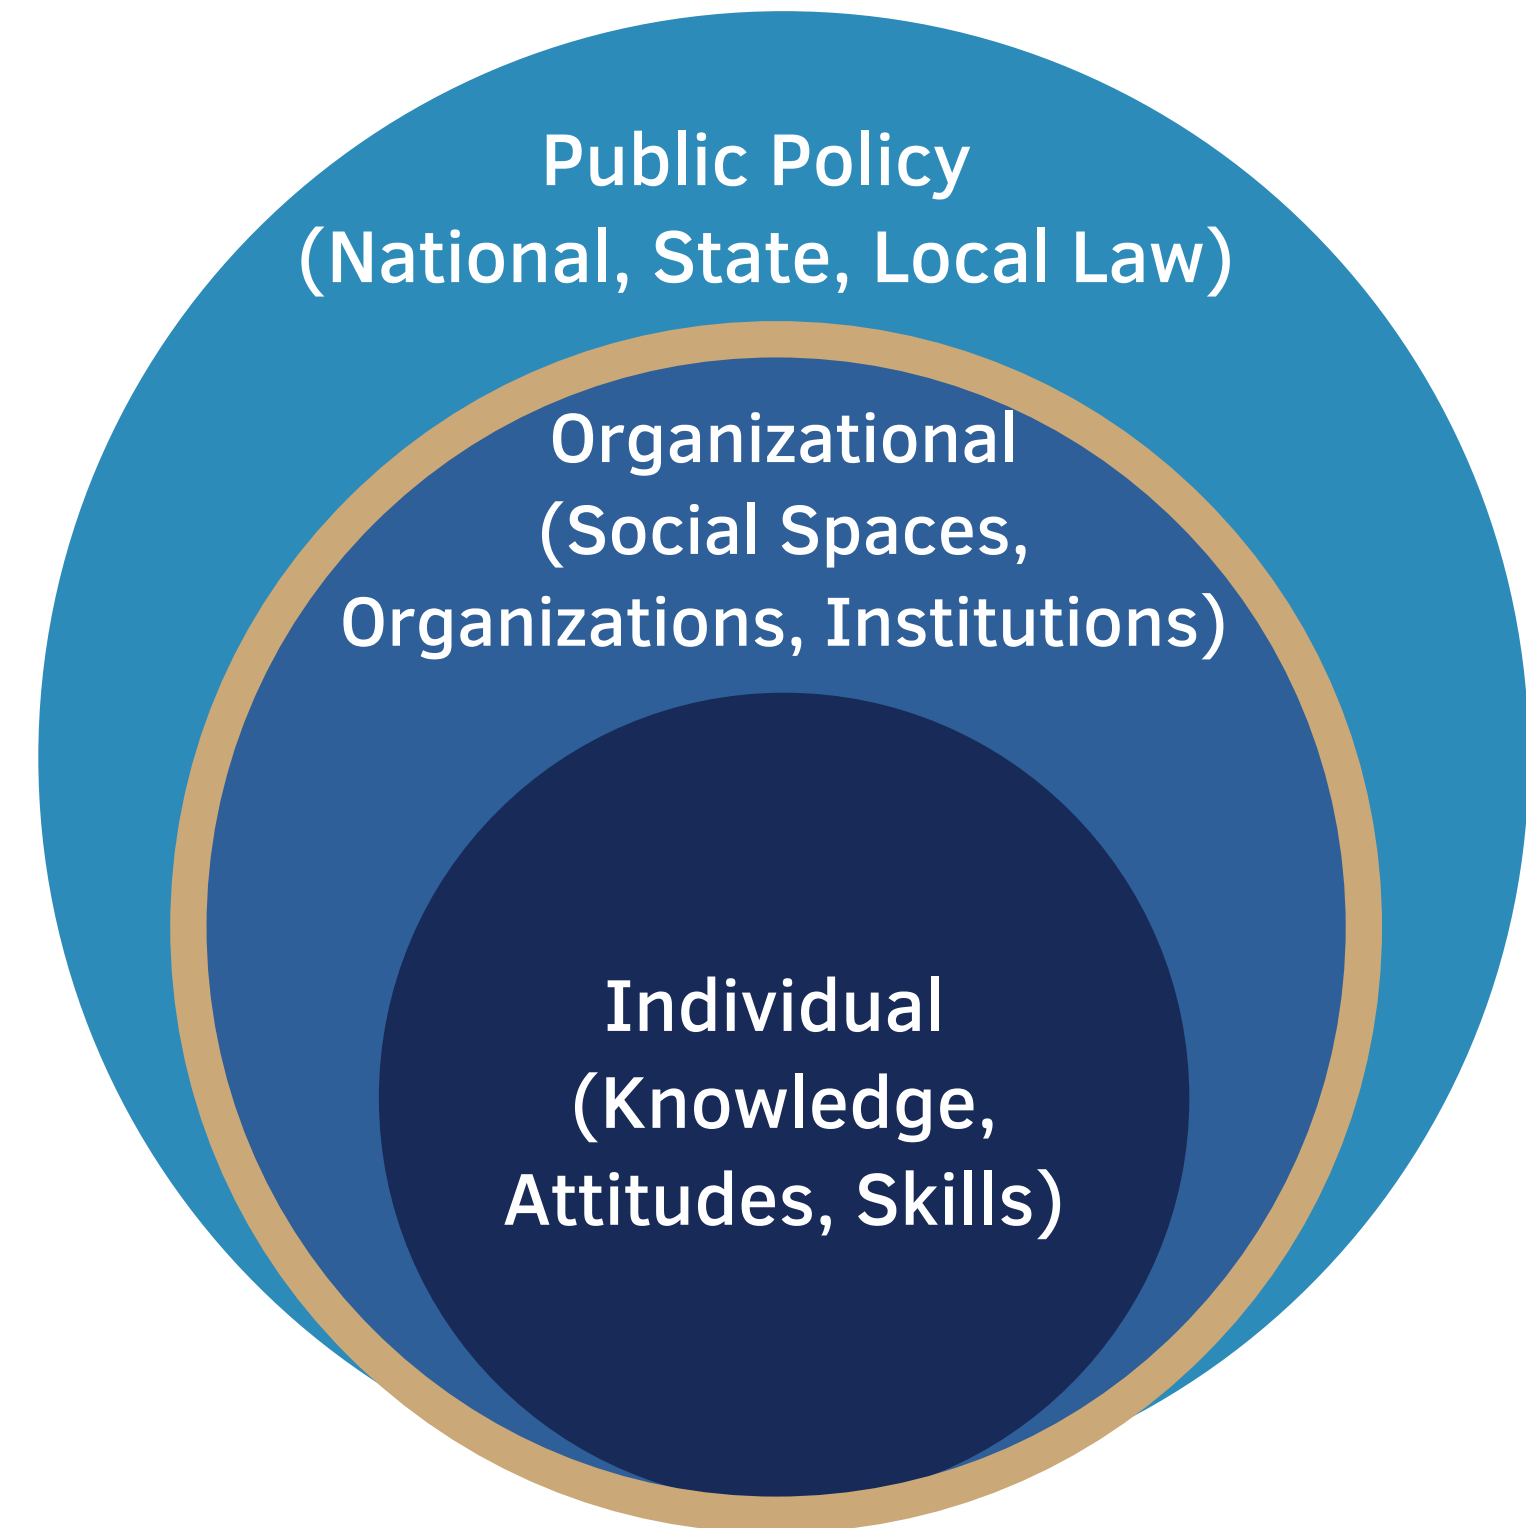 Public Policy
(National, State, Local Law)
Organizational
(Social Spaces,
Organizations, Institutions)
Individual
(Knowledge,
Attitudes, Skills)